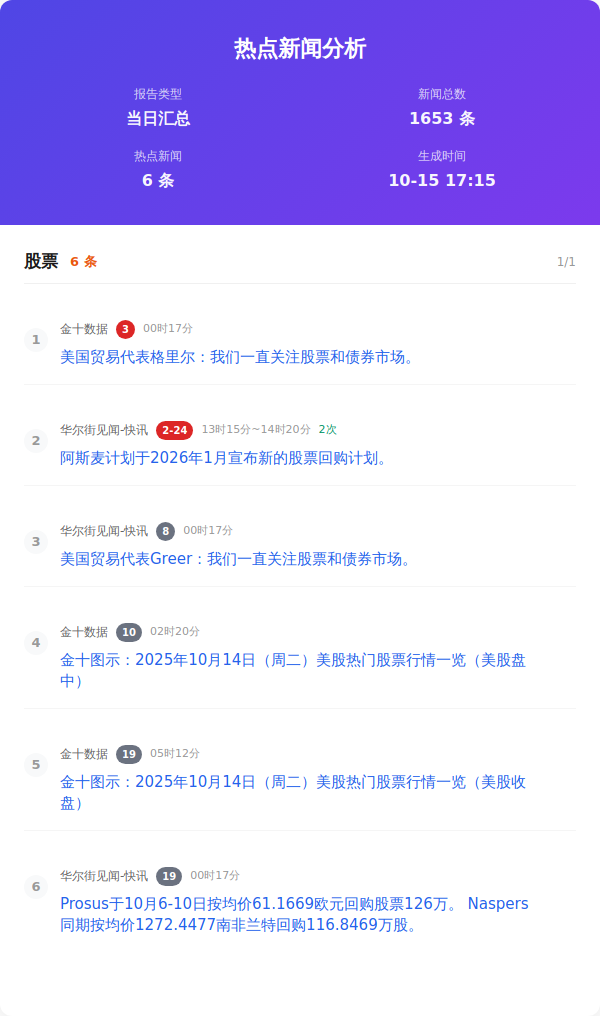 热点新闻分析
报告类型
新闻总数
当日汇总
1653 条
热点新闻
生成时间
6 条
10-15 17:15
股票 6 条 1/1
1 金十数据 3 00时17分
美国贸易代表格里尔：我们一直关注股票和债券市场。
2 华尔街见闻-快讯 2-24 13时15分~14时20分 2次
阿斯麦计划于2026年1月宣布新的股票回购计划。
3 华尔街见闻-快讯 8 00时17分
美国贸易代表Greer：我们一直关注股票和债券市场。
4 金十数据 10 02时20分
金十图示：2025年10月14日（周二）美股热门股票行情一览（美股盘
中）
5 金十数据 19 05时12分
金十图示：2025年10月14日（周二）美股热门股票行情一览（美股收
盘）
6 华尔街见闻-快讯 19 00时17分
Prosus于10月6-10日按均价61.1669欧元回购股票126万。 Naspers
同期按均价1272.4477南非兰特回购116.8469万股。